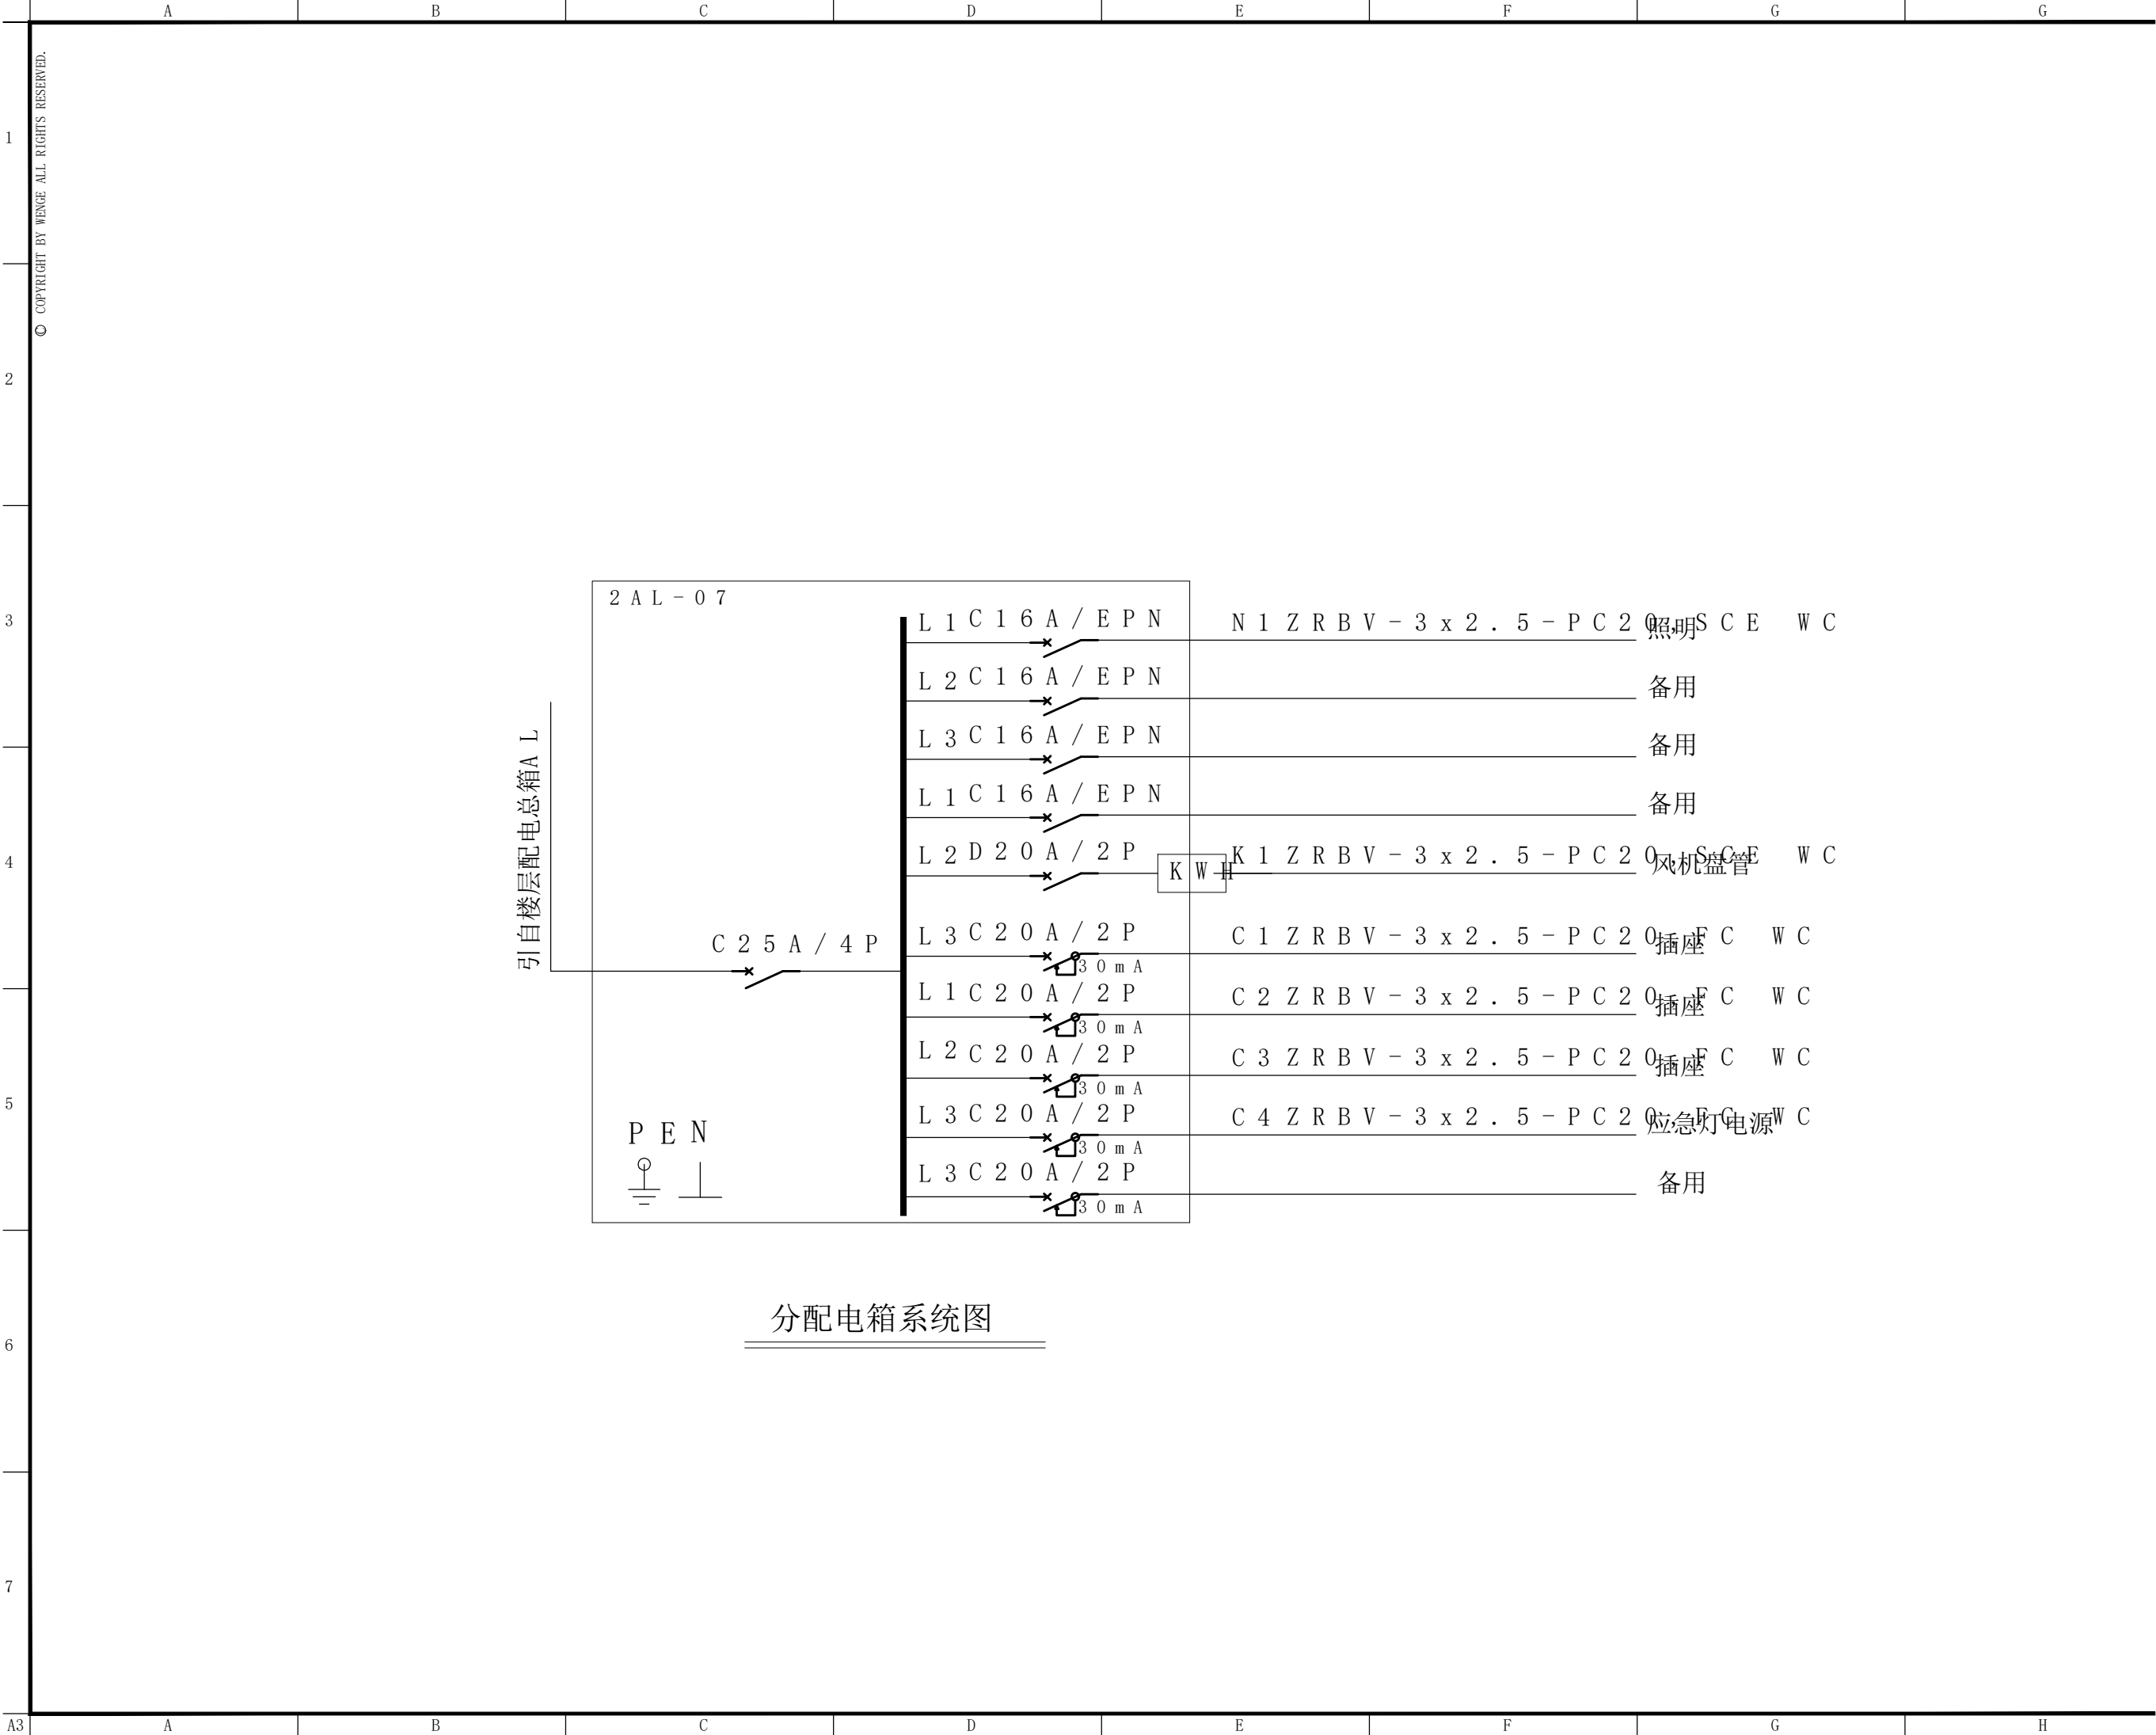 A B C D E F G G
© COPYRIGHT BY WENGE ALL RIGHTS RESERVED.
1
2
3
4
5
6
7
2AL-07
L1 C16A/EPN N1 ZRBV-3x2.5-PC20,SCE WC 照明
L2 C16A/EPN 备用
L3 C16A/EPN 备用
L1 C16A/EPN 备用
L2 D20A/2P KWH K1 ZRBV-3x2.5-PC20,SCE WC 风机盘管
引自楼层配电总箱AL
C25A/4P
L3 C20A/2P 30mA C1 ZRBV-3x2.5-PC20,FC WC 插座
L1 C20A/2P 30mA C2 ZRBV-3x2.5-PC20,FC WC 插座
L2 C20A/2P 30mA C3 ZRBV-3x2.5-PC20,FC WC 插座
L3 C20A/2P 30mA C4 ZRBV-3x2.5-PC20,FC WC 应急灯电源
L3 C20A/2P 30mA 备用
PE N
分配电箱系统图
A3 A B C D E F G H